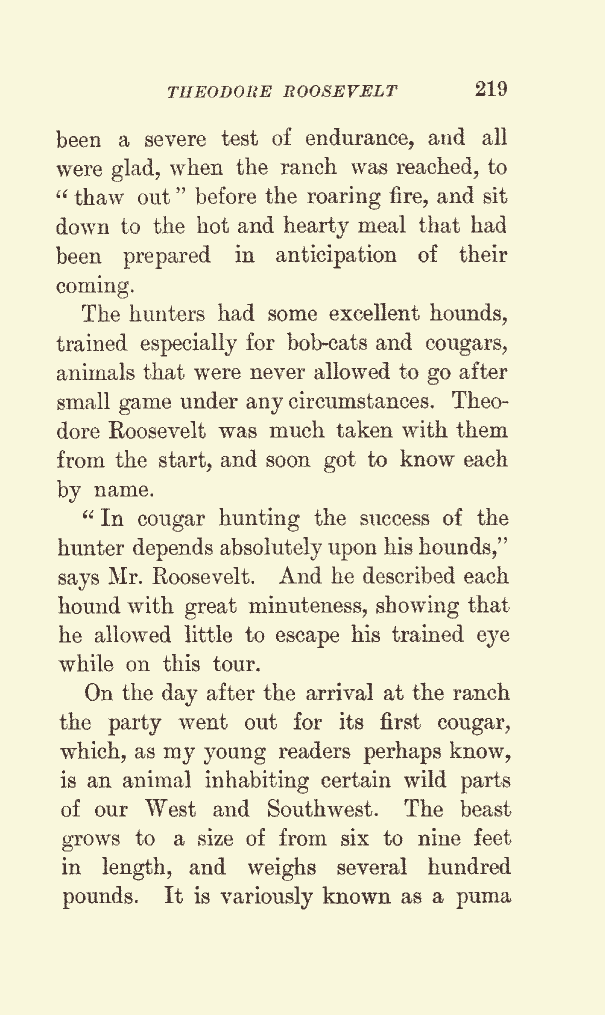 THEODORE ROOSEVELT 219
been a severe test of endurance, and all
were glad, when the ranch was reached, to
“ thaw out ” before the roaring fire, and sit
down to the hot and hearty meal that had
been prepared in anticipation of their
coming.
The hunters had some excellent hounds,
trained especially for bob-cats and cougars,
animals that were never allowed to go after
small game under any circumstances. Theo-
dore Roosevelt was much taken with them
from the start, and soon got to know each
by name.
“ In cougar hunting the success of the
hunter depends absolutely upon his hounds,”
says Mr. Roosevelt. And he described each
hound with great minuteness, showing that
he allowed little to escape his trained eye
while on this tour.
On the day after the arrival at the ranch
the party went out for its first cougar,
which, as my young readers perhaps know,
is an animal inhabiting certain wild parts
of our West and Southwest. The beast
grows to a size of from six to nine feet
in length, and weighs several hundred
pounds. It is variously known as a puma